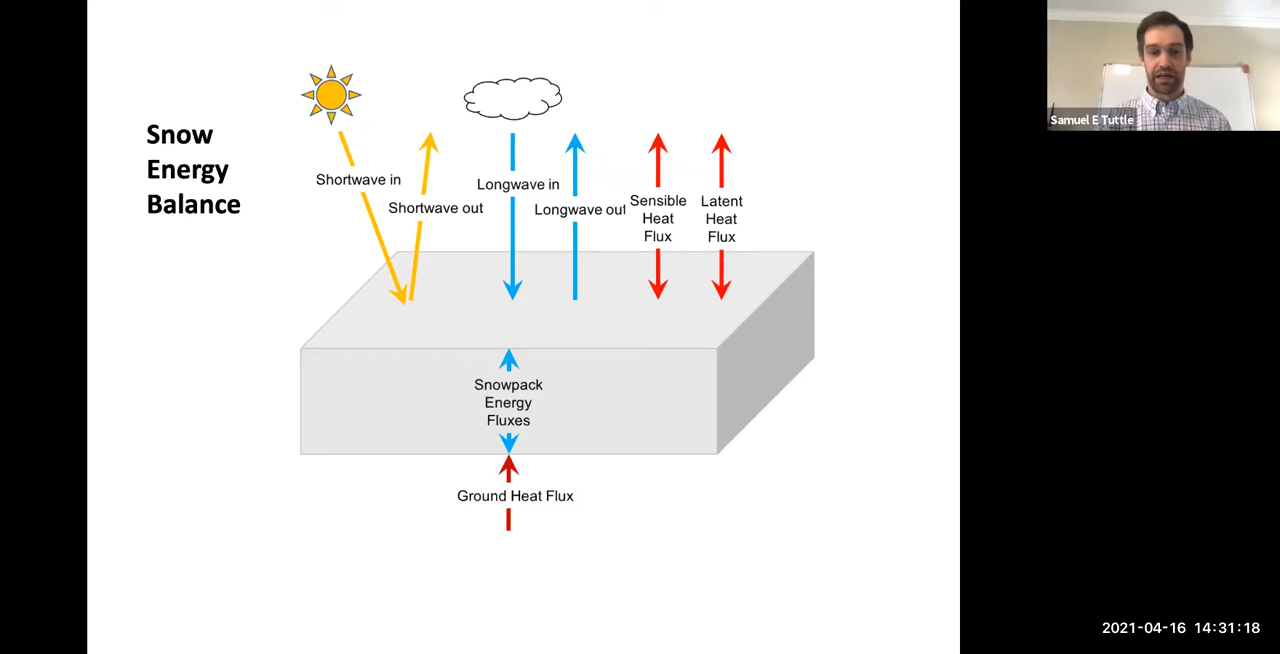 Snow
Energy
Balance
Shortwave in
Shortwave out
Longwave in
Longwave out
Sensible
Heat
Flux
Latent
Heat
Flux
Snowpack
Energy
Fluxes
Ground Heat Flux
Samuel E Tuttle
2021-04-16 14:31:18